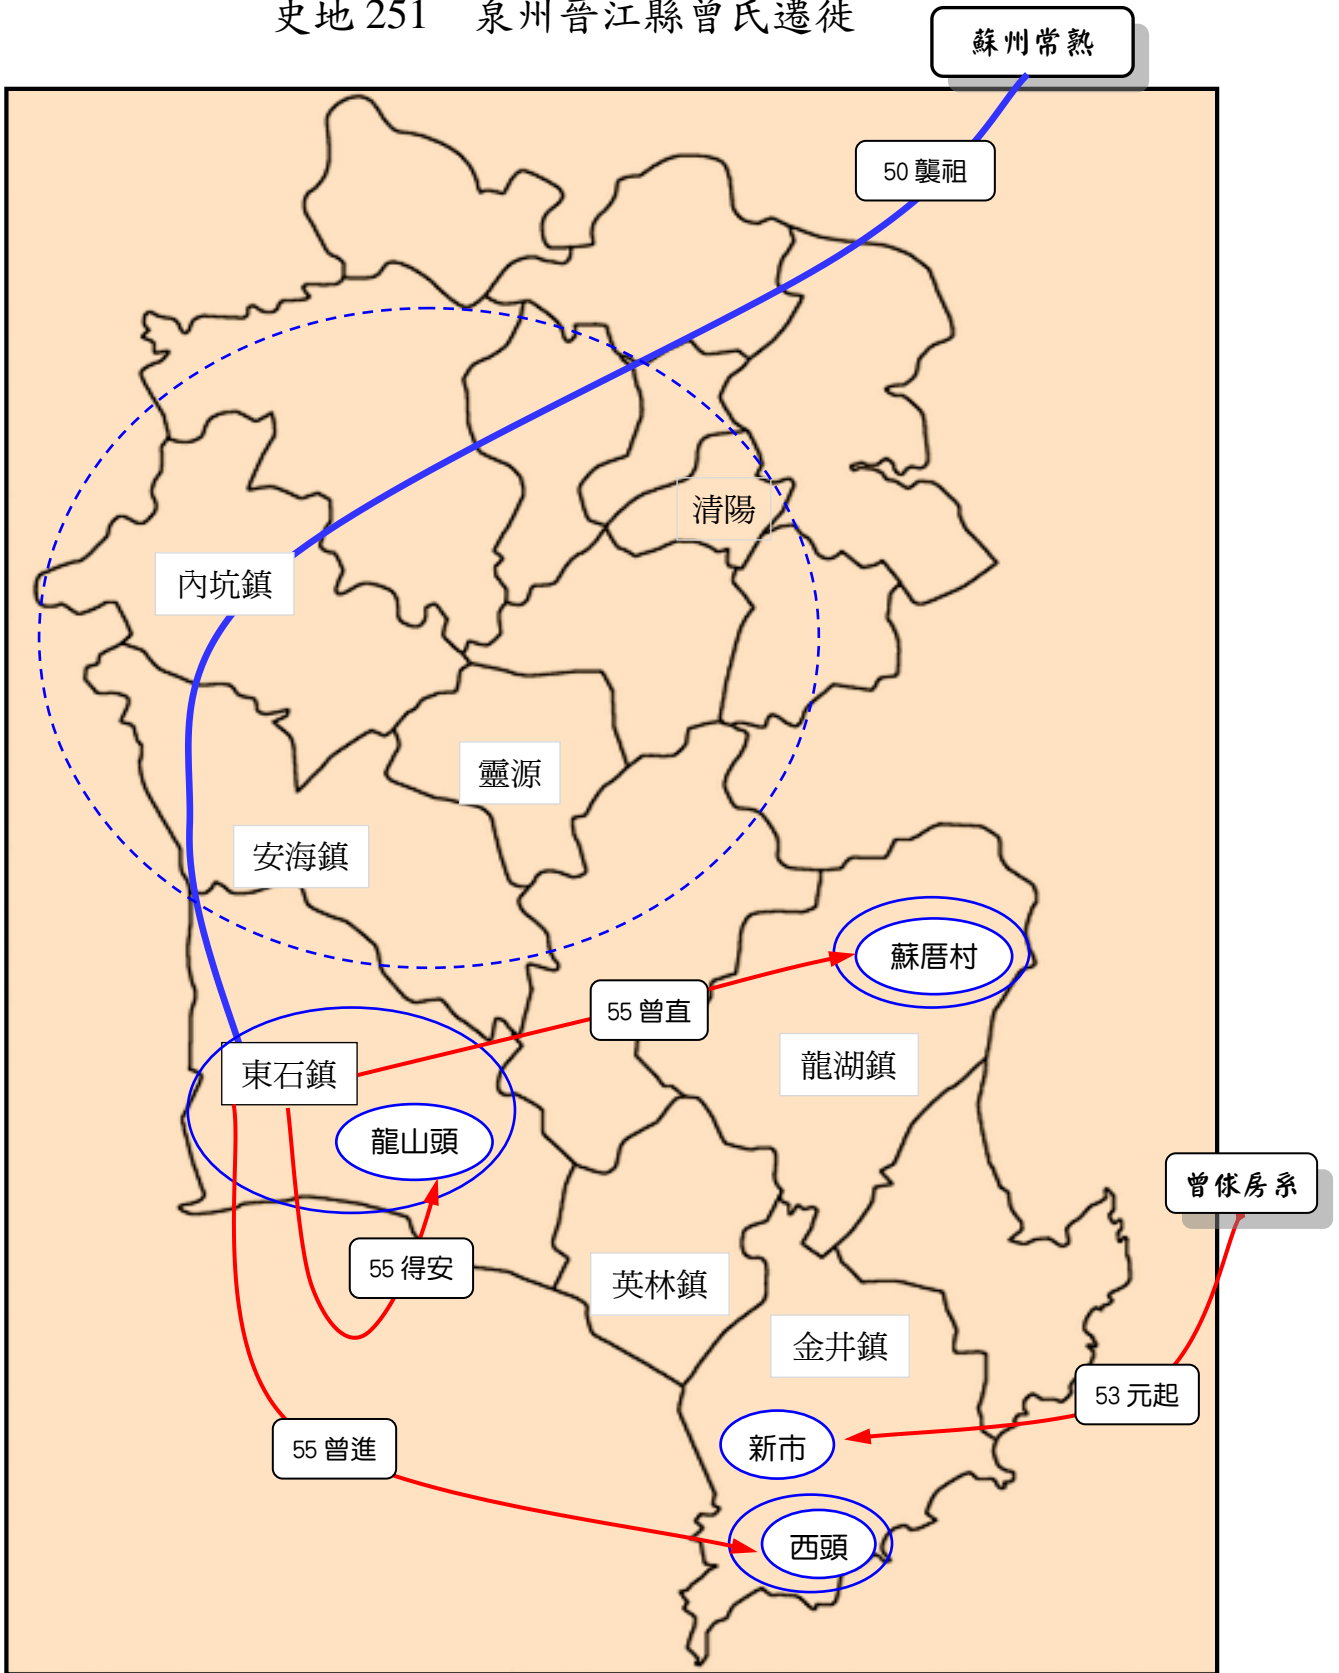 史地 251　泉州晉江縣曾氏遷徙
蘇州常熟
50 襲祖
清陽
內坑鎮
靈源
安海鎮
蘇厝村
55 曾直
龍湖鎮
東石鎮
龍山頭
曾俅房系
55 得安
英林鎮
金井鎮
53 元起
新市
55 曾進
西頭